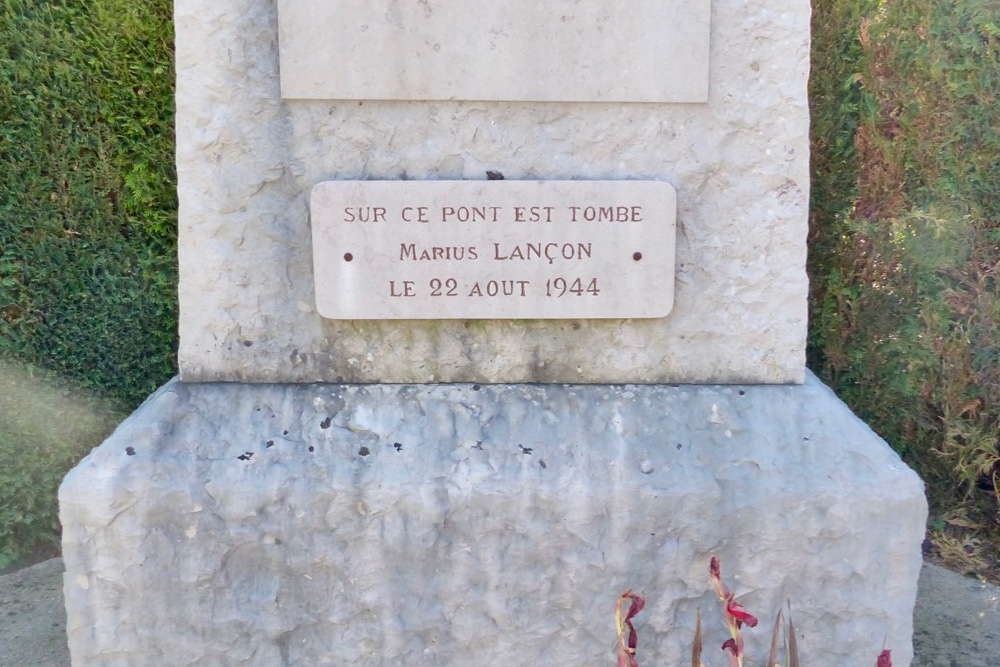 SUR CE PONT EST TOMBE
MARIUS LANÇON
LE 22 AOUT 1944